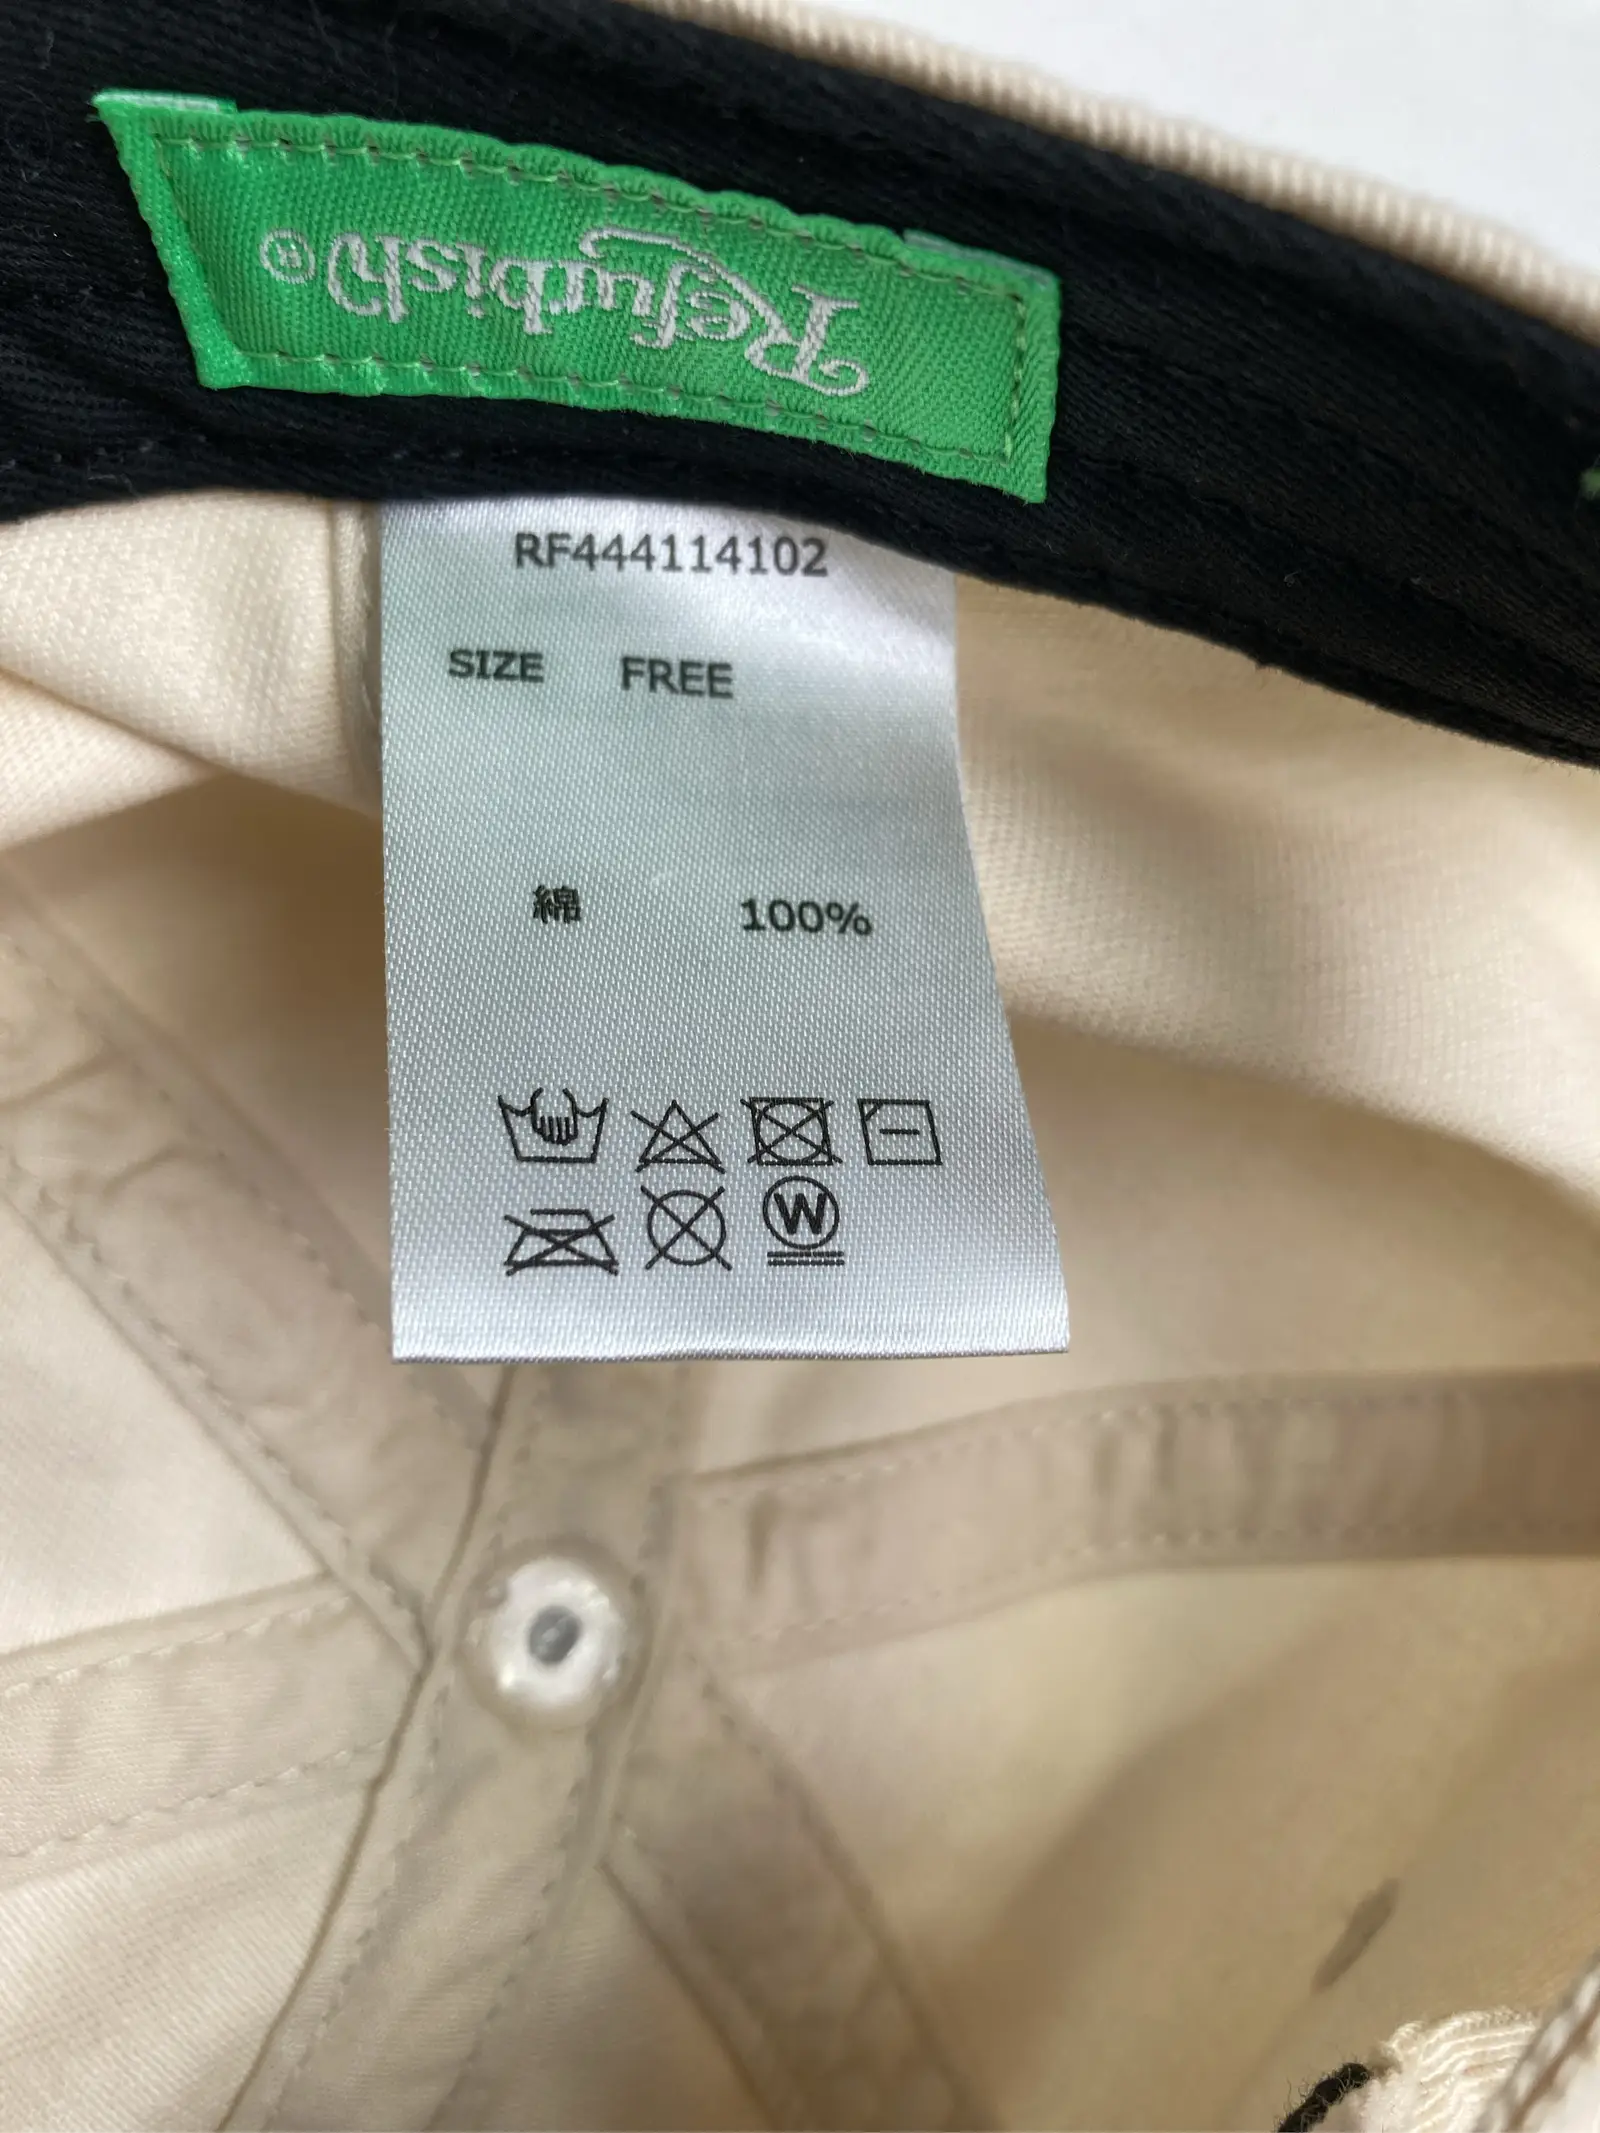 Refurbish®
RF444114102
SIZE FREE
綿 100%
W